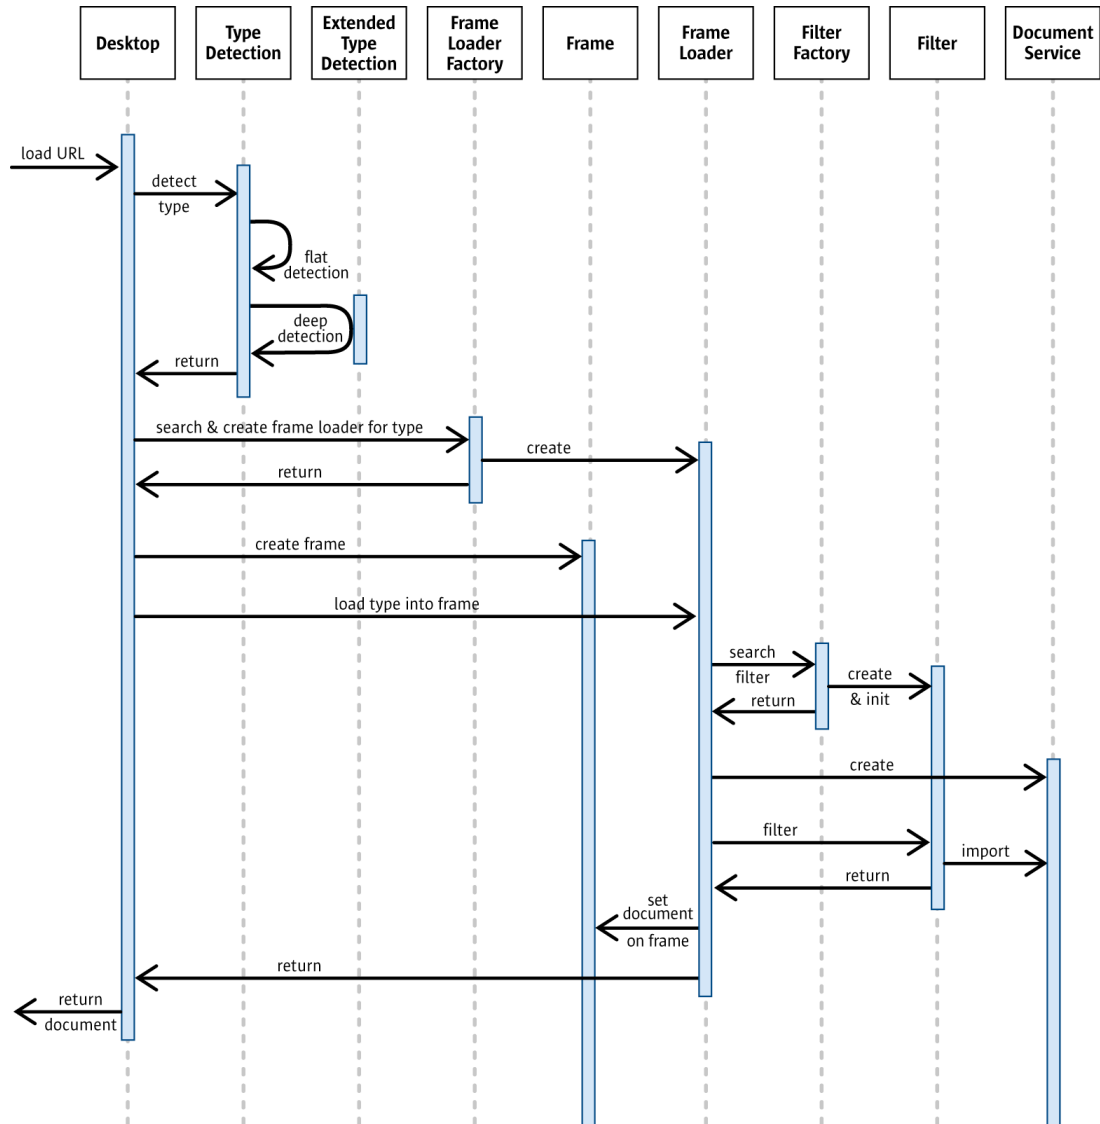 Desktop
Type
Detection
Extended
Type
Detection
Frame
Loader
Factory
Frame
Frame
Loader
Filter
Factory
Filter
Document
Service
load URL
detect
type
flat
detection
deep
detection
return
search & create frame loader for type
create
return
create frame
load type into frame
search
filter
create
& init
return
create
filter
import
return
set
document
on frame
return
return
document